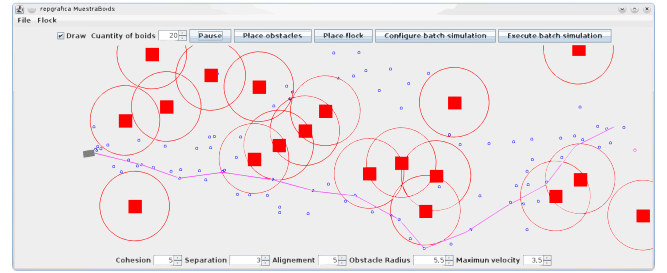 repgrafica MuestraBoids
File Flock
Draw Cuantity of boids 20 Pause Place obstacles Place flock Configure batch simulation Execute batch simulation
Cohesion 5 Separation 3 Alignement 5 Obstacle Radius 5.5 Maximun velocity 3.5